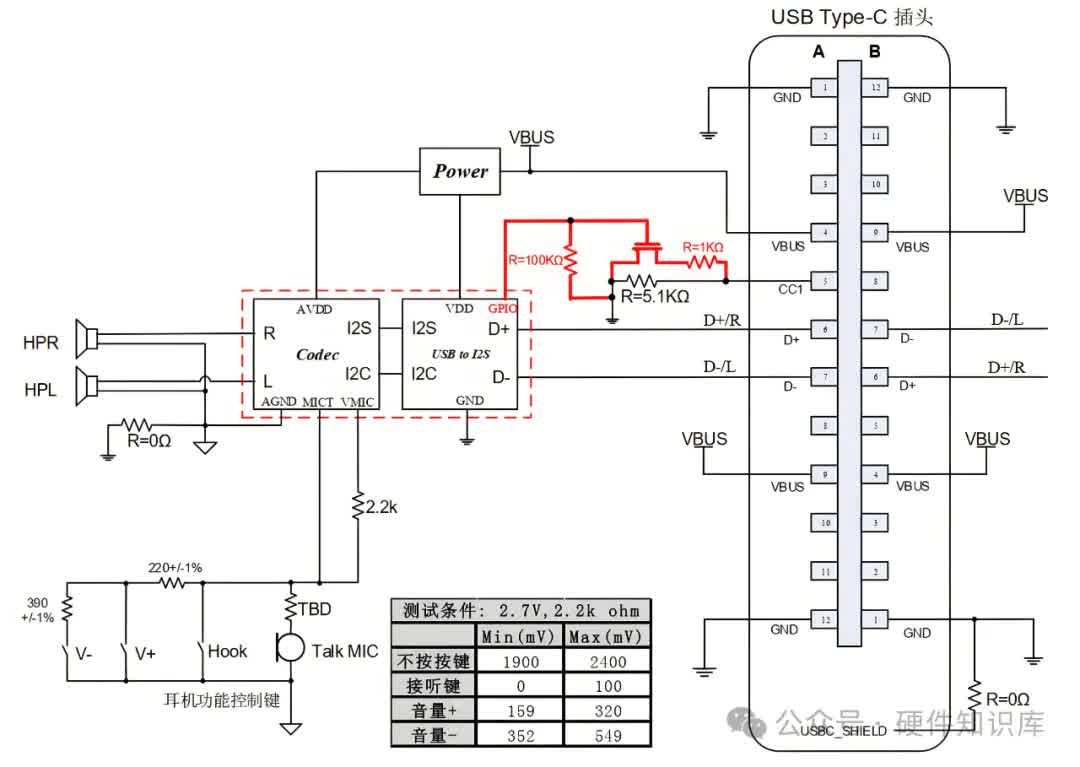 USB Type-C 插头
A B
1 12
GND GND
2 11
3 10
VBUS
Power
VBUS
4 9
VBUS VBUS
R=100KΩ
R=1KΩ
R=5.1KΩ
5 8
CC1
AVDD
VDD GPIO
HPR
R I2S
I2S D+
D+/R
6 7
D+ D-
D-/L
Codec
USB to I2S
HPL
L I2C
I2C D-
D-/L
7 6
D- D+
D+/R
AGND MICT VMIC
GND
R=0Ω
8 5
VBUS
VBUS
9 4
VBUS VBUS
2.2k
10 3
11 2
220+/-1%
390
+/-1%
TBD
V-
V+
Hook
Talk MIC
耳机功能控制键
测试条件: 2.7V,2.2k ohm
Min(mV) Max(mV)
不按按键 1900 2400
接听键 0 100
音量+ 159 320
音量- 352 549
12 1
GND GND
R=0Ω
USBC_SHIELD
公众号·硬件知识库